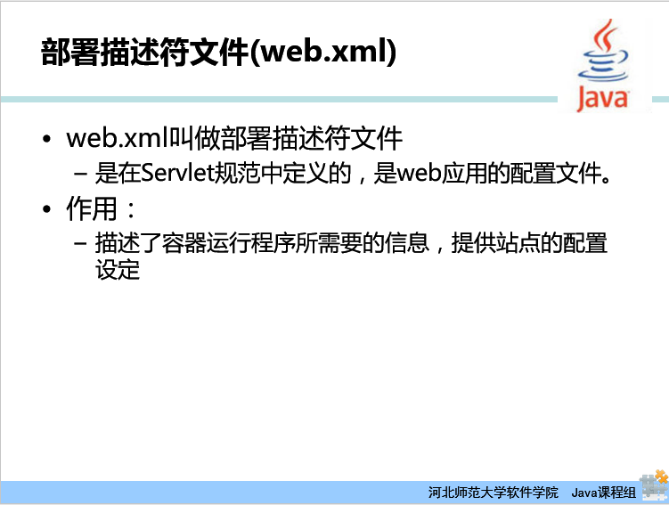 部署描述符文件(web.xml)
Java
• web.xml叫做部署描述符文件
– 是在Servlet规范中定义的，是web应用的配置文件。
• 作用：
– 描述了容器运行程序所需要的信息，提供站点的配置
设定
河北师范大学软件学院 Java课程组